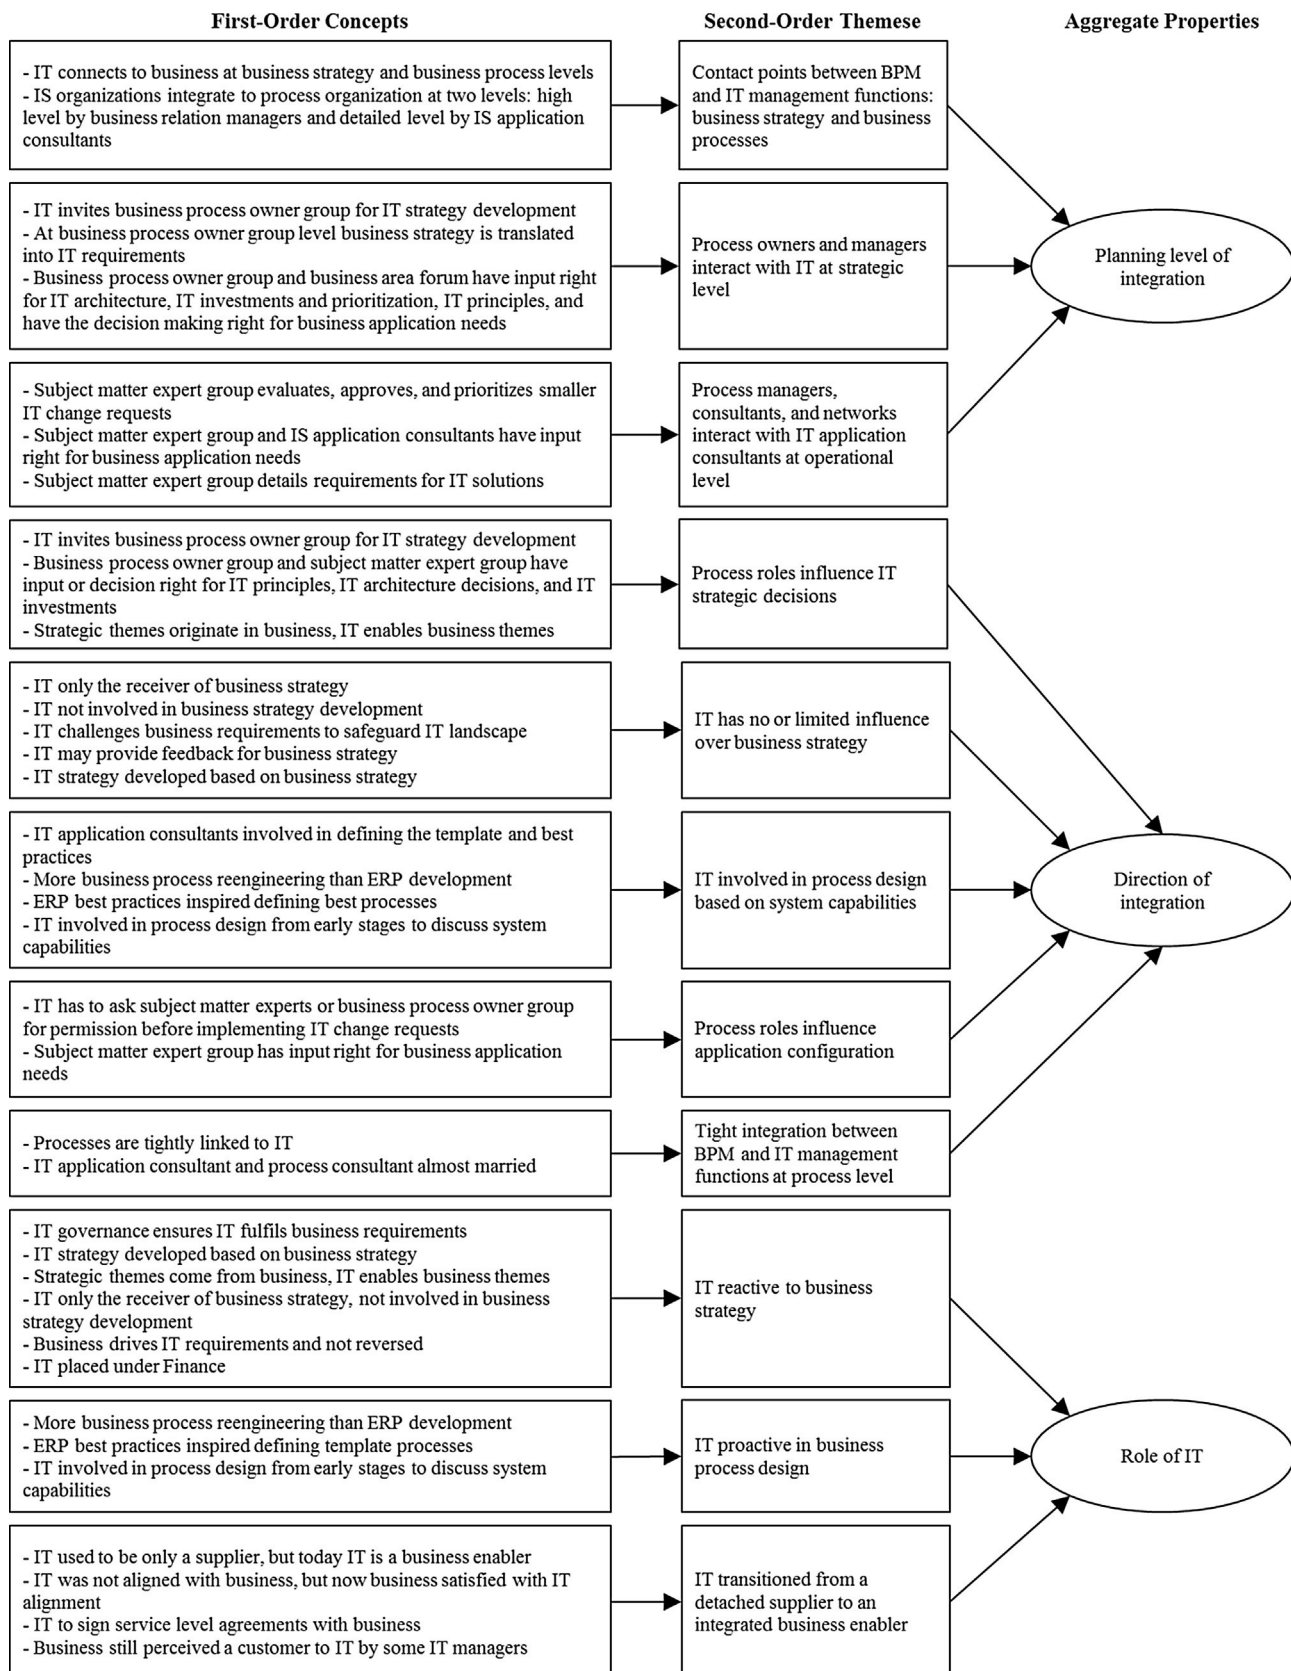 First-Order Concepts
Second-Order Themese
Aggregate Properties
- IT connects to business at business strategy and business process levels
- IS organizations integrate to process organization at two levels: high
level by business relation managers and detailed level by IS application
consultants
Contact points between BPM
and IT management functions:
business strategy and business
processes
- IT invites business process owner group for IT strategy development
- At business process owner group level business strategy is translated
into IT requirements
- Business process owner group and business area forum have input right
for IT architecture, IT investments and prioritization, IT principles, and
have the decision making right for business application needs
Process owners and managers
interact with IT at strategic
level
Planning level of
integration
- Subject matter expert group evaluates, approves, and prioritizes smaller
IT change requests
- Subject matter expert group and IS application consultants have input
right for business application needs
- Subject matter expert group details requirements for IT solutions
Process managers,
consultants, and networks
interact with IT application
consultants at operational
level
- IT invites business process owner group for IT strategy development
- Business process owner group and subject matter expert group have
input or decision right for IT principles, IT architecture decisions, and IT
investments
- Strategic themes originate in business, IT enables business themes
Process roles influence IT
strategic decisions
- IT only the receiver of business strategy
- IT not involved in business strategy development
- IT challenges business requirements to safeguard IT landscape
- IT may provide feedback for business strategy
- IT strategy developed based on business strategy
IT has no or limited influence
over business strategy
- IT application consultants involved in defining the template and best
practices
- More business process reengineering than ERP development
- ERP best practices inspired defining best processes
- IT involved in process design from early stages to discuss system
capabilities
IT involved in process design
based on system capabilities
Direction of
integration
- IT has to ask subject matter experts or business process owner group
for permission before implementing IT change requests
- Subject matter expert group has input right for business application
needs
Process roles influence
application configuration
- Processes are tightly linked to IT
- IT application consultant and process consultant almost married
Tight integration between
BPM and IT management
functions at process level
- IT governance ensures IT fulfils business requirements
- IT strategy developed based on business strategy
- Strategic themes come from business, IT enables business themes
- IT only the receiver of business strategy, not involved in business
strategy development
- Business drives IT requirements and not reversed
- IT placed under Finance
IT reactive to business
strategy
- More business process reengineering than ERP development
- ERP best practices inspired defining template processes
- IT involved in process design from early stages to discuss system
capabilities
IT proactive in business
process design
Role of IT
- IT used to be only a supplier, but today IT is a business enabler
- IT was not aligned with business, but now business satisfied with IT
alignment
- IT to sign service level agreements with business
- Business still perceived a customer to IT by some IT managers
IT transitioned from a
detached supplier to an
integrated business enabler